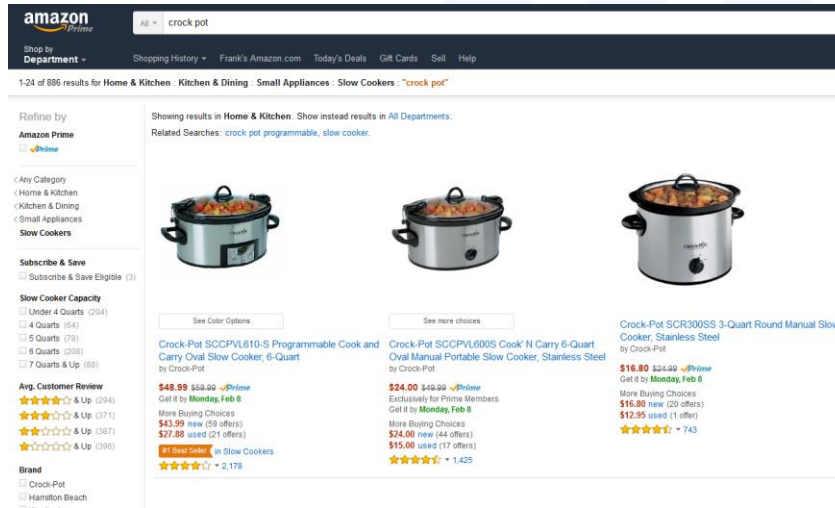 amazon
Prime
All
crock pot
Shop by
Department
Shopping History
Frank's Amazon.com
Today's Deals
Gift Cards
Sell
Help
1-24 of 886 results for Home & Kitchen : Kitchen & Dining : Small Appliances : Slow Cookers : "crock pot"
Refine by
Amazon Prime
Prime
Any Category
Home & Kitchen
Kitchen & Dining
Small Appliances
Slow Cookers
Subscribe & Save
Subscribe & Save Eligible (3)
Slow Cooker Capacity
Under 4 Quarts (204)
4 Quarts (64)
5 Quarts (78)
6 Quarts (208)
7 Quarts & Up (88)
Avg. Customer Review
& Up (294)
& Up (371)
& Up (387)
& Up (396)
Brand
Crock-Pot
Hamilton Beach
Showing results in Home & Kitchen. Show instead results in All Departments.
Related Searches: crock pot programmable, slow cooker.
See Color Options
Crock-Pot SCCPVL610-S Programmable Cook and
Carry Oval Slow Cooker, 6-Quart
by Crock-Pot
$48.99 $59.99 Prime
Get it by Monday, Feb 8
More Buying Choices
$43.99 new (59 offers)
$27.88 used (21 offers)
#1 Best Seller in Slow Cookers
2,178
See more choices
Crock-Pot SCCPVL600S Cook' N Carry 6-Quart
Oval Manual Portable Slow Cooker, Stainless Steel
by Crock-Pot
$24.00 $49.99 Prime
Exclusively for Prime Members
Get it by Monday, Feb 8
More Buying Choices
$24.00 new (44 offers)
$15.00 used (17 offers)
1,425
Crock-Pot SCR300SS 3-Quart Round Manual Slow
Cooker, Stainless Steel
by Crock-Pot
$16.80 $24.99 Prime
Get it by Monday, Feb 8
More Buying Choices
$16.80 new (20 offers)
$12.95 used (1 offer)
743